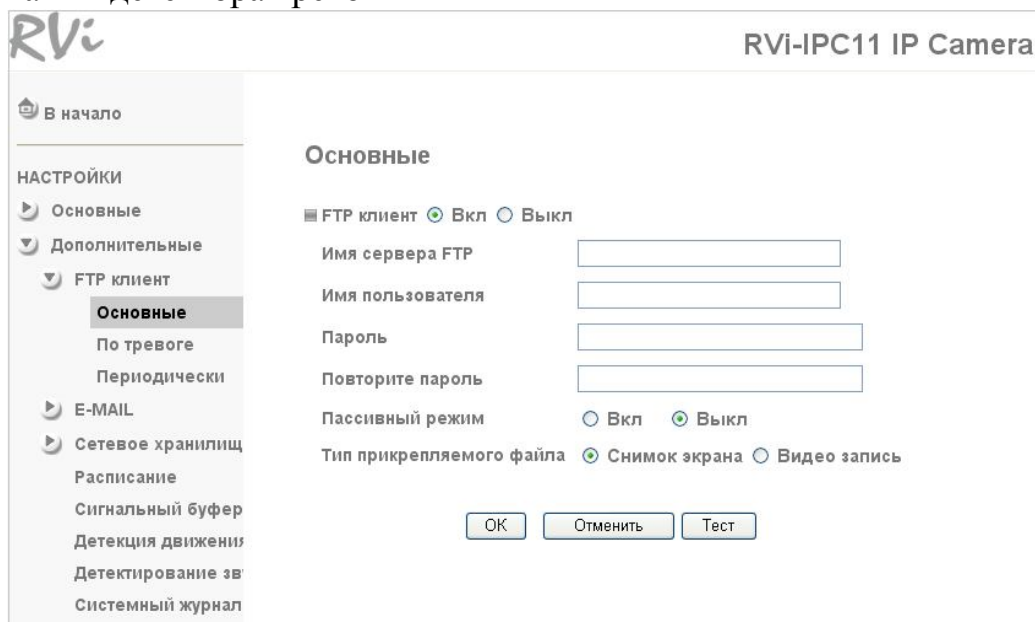 RVi
RVi-IPC11 IP Camera
В начало
НАСТРОЙКИ
Основные
Дополнительные
FTP клиент
Основные
По тревоге
Периодически
E-MAIL
Сетевое хранилищ
Расписание
Сигнальный буфер
Детекция движения
Детектирование зв
Системный журнал
Основные
FTP клиент Вкл Выкл
Имя сервера FTP
Имя пользователя
Пароль
Повторите пароль
Пассивный режим Вкл Выкл
Тип прикрепляемого файла Снимок экрана Видео запись
OK Отменить Тест